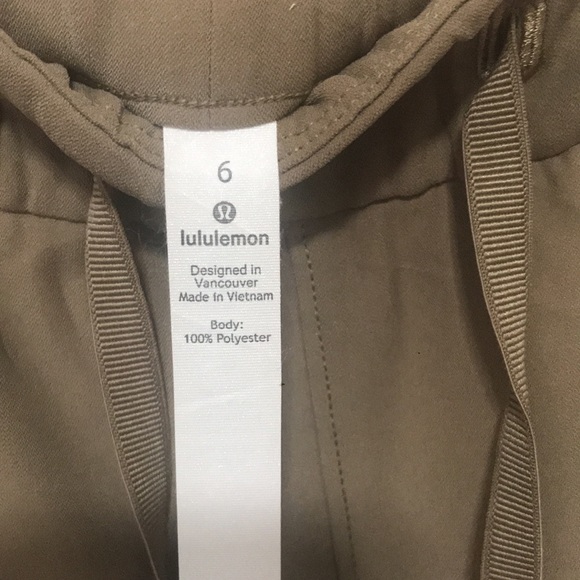 6
lululemon
Designed in
Vancouver
Made in Vietnam
Body:
100% Polyester